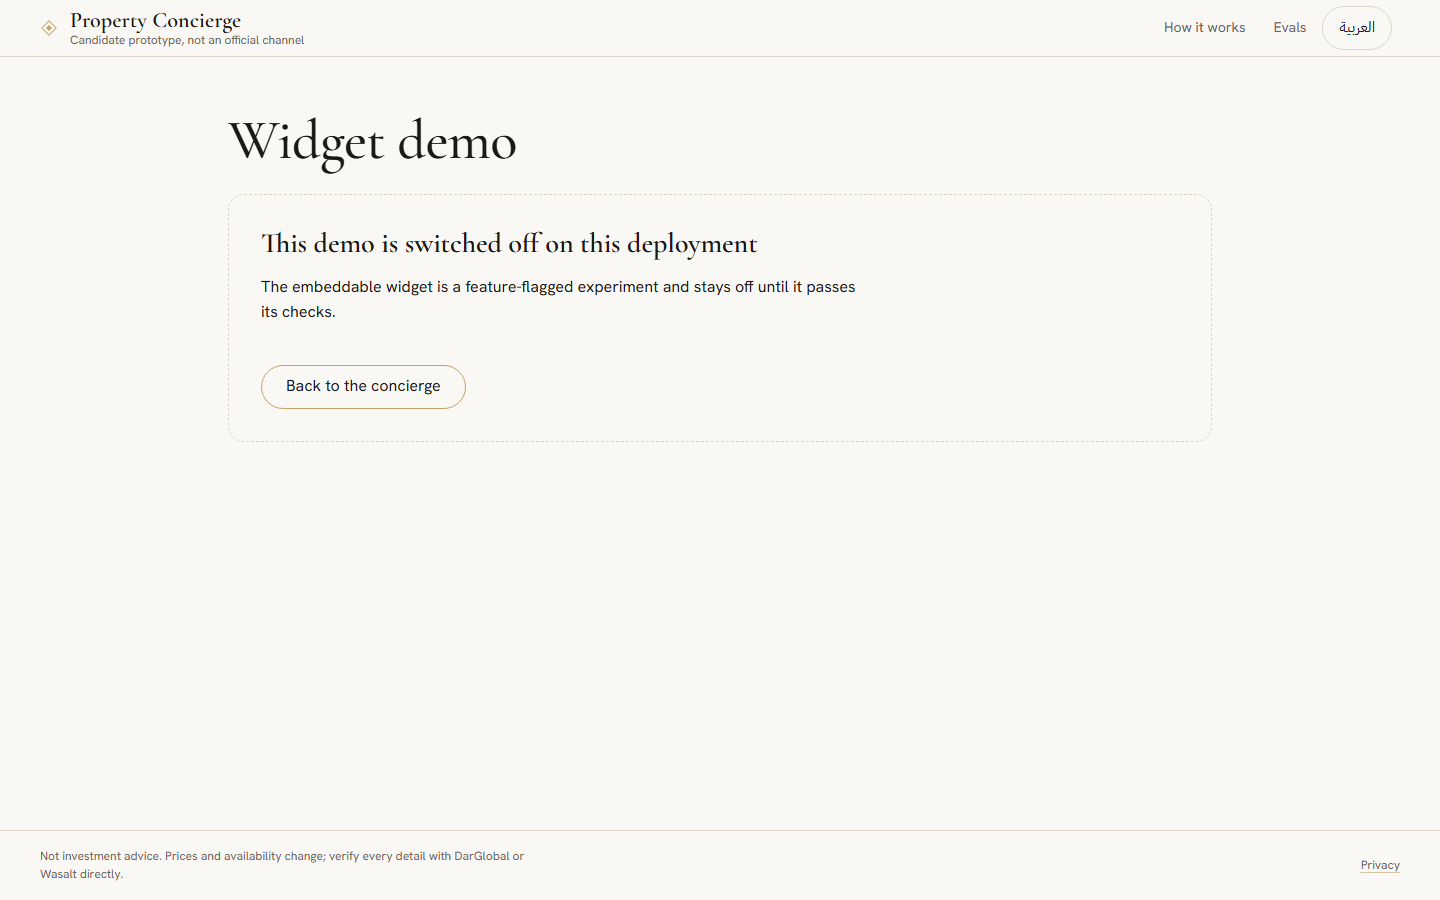 Property Concierge
Candidate prototype, not an official channel
How it works
Evals
العربية
Widget demo
This demo is switched off on this deployment
The embeddable widget is a feature-flagged experiment and stays off until it passes
its checks.
Back to the concierge
Not investment advice. Prices and availability change; verify every detail with DarGlobal or
Wasalt directly.
Privacy